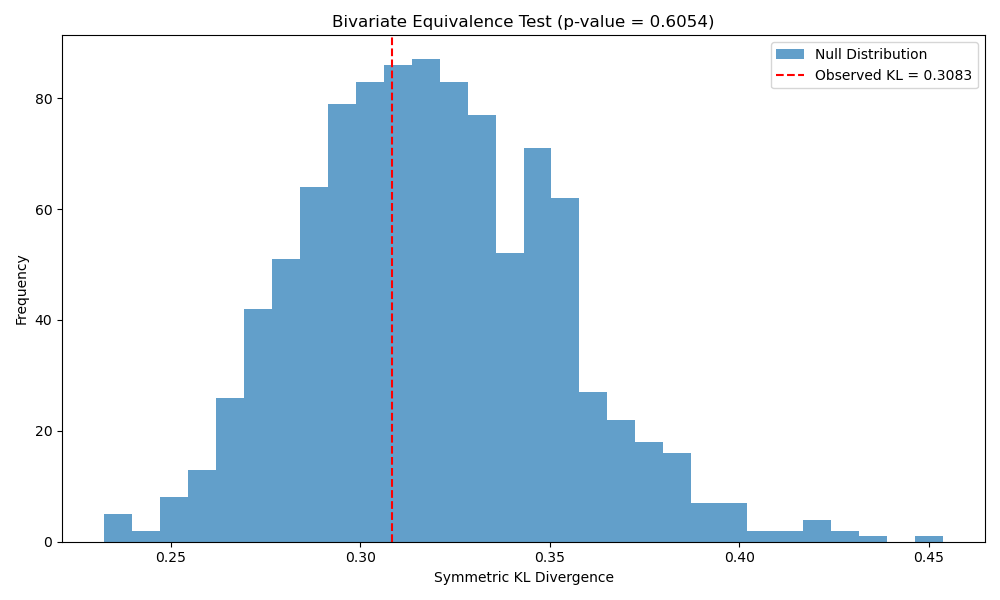 Bivariate Equivalence Test (p-value = 0.6054)
Null Distribution
Observed KL = 0.3083
Frequency
80
60
40
20
0
0.25
0.30
0.35
0.40
0.45
Symmetric KL Divergence